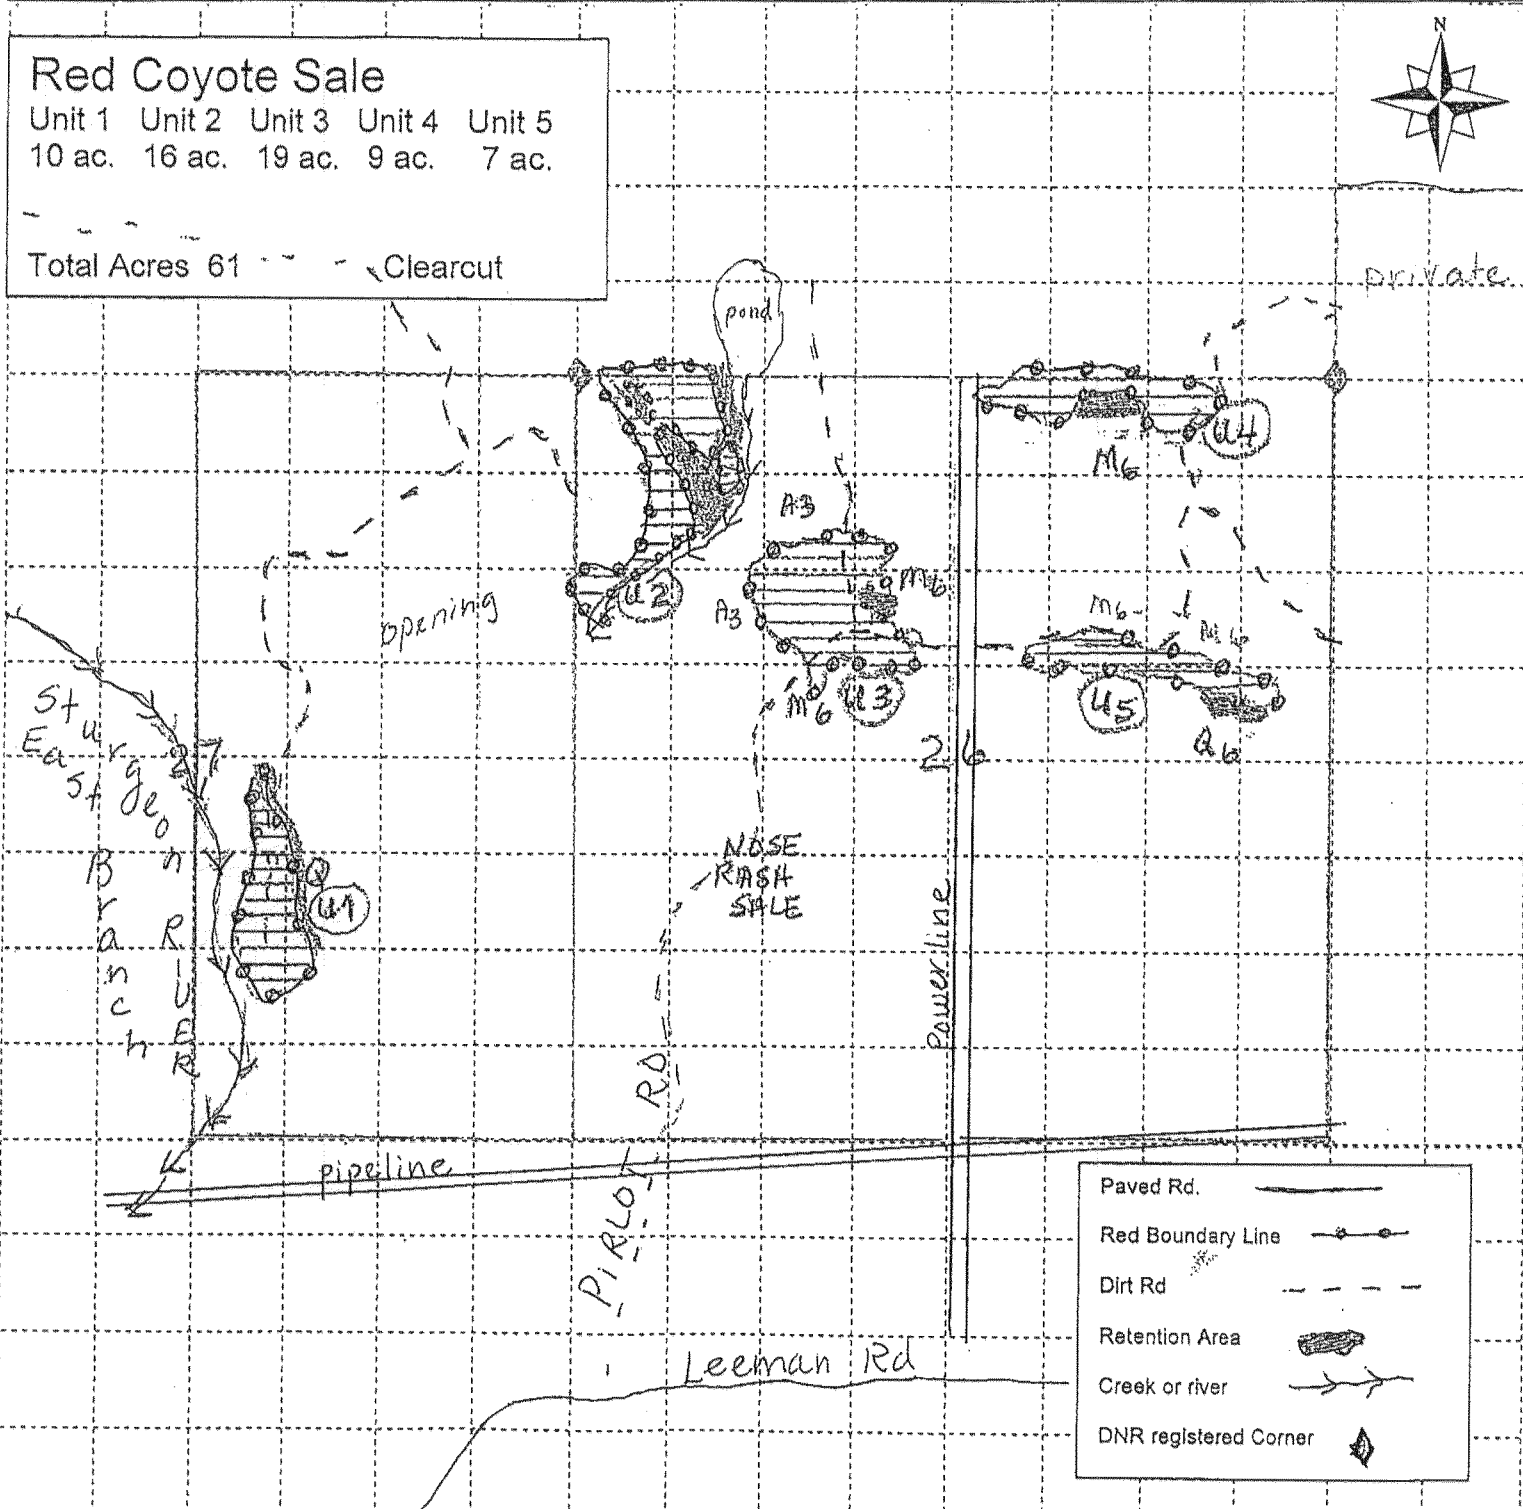 N
Red Coyote Sale
Unit 1 Unit 2 Unit 3 Unit 4 Unit 5
10 ac. 16 ac. 19 ac. 9 ac. 7 ac.
Total Acres 61 Clearcut
private
pond
U4
M6
A3
opening
U2
A3
M6
M6
M6
M6
U3
U5
Q6
Sturgeon RIVER
East Branch
27
26
Q
U1
NOSE
RASH
SALE
Powerline
pipeline
PiRLOT RD
Leeman Rd
Paved Rd.
Red Boundary Line
Dirt Rd
Retention Area
Creek or river
DNR registered Corner